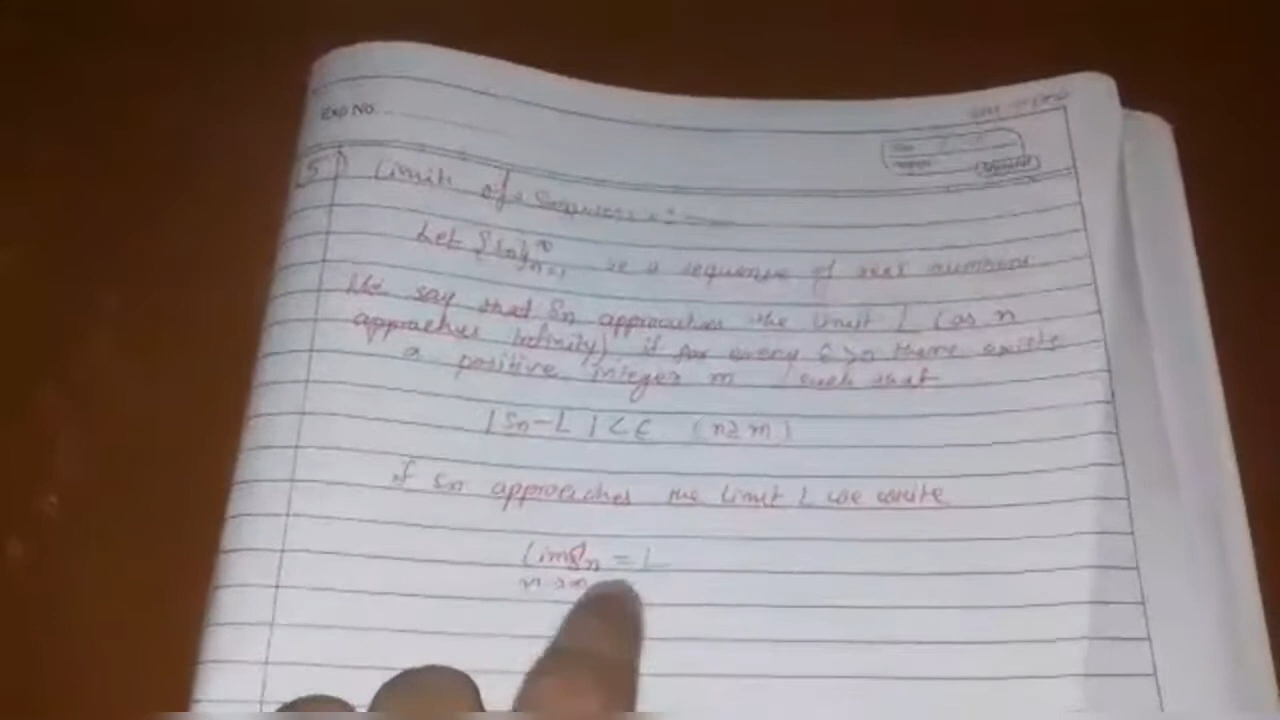 Exp No.
5) Limit of a Sequence :-
Let {Sn}∞n=1 be a sequence of real numbers
We say that Sn approaches the limit L (as n
approaches infinity) if for every ε>0 there exists
a positive integer m such that
|Sn-L|<ε (n≥m)
if Sn approaches the limit L we write
Lim Sn = L
n→∞